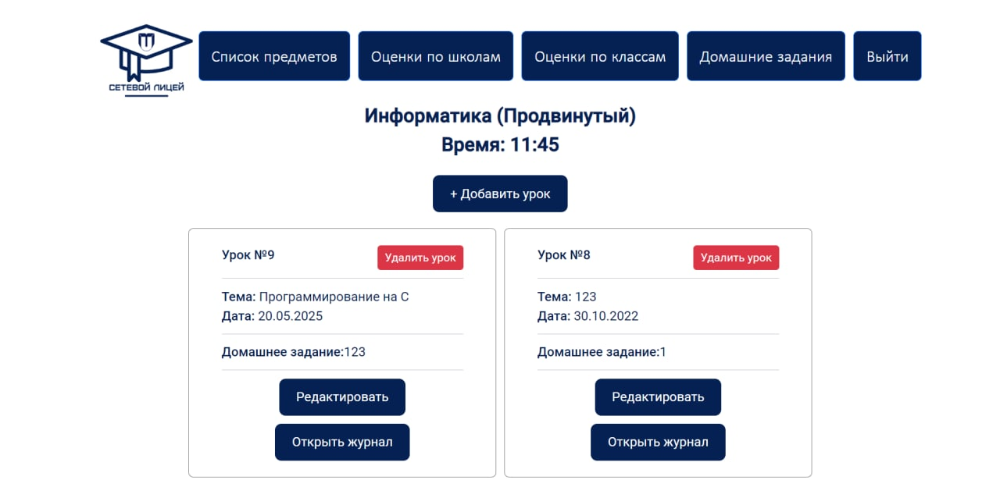 СЕТЕВОЙ ЛИЦЕЙ
Список предметов
Оценки по школам
Оценки по классам
Домашние задания
Выйти
Информатика (Продвинутый)
Время: 11:45
+ Добавить урок
Урок №9
Удалить урок
Тема: Программирование на С
Дата: 20.05.2025
Домашнее задание:123
Редактировать
Открыть журнал
Урок №8
Удалить урок
Тема: 123
Дата: 30.10.2022
Домашнее задание:1
Редактировать
Открыть журнал